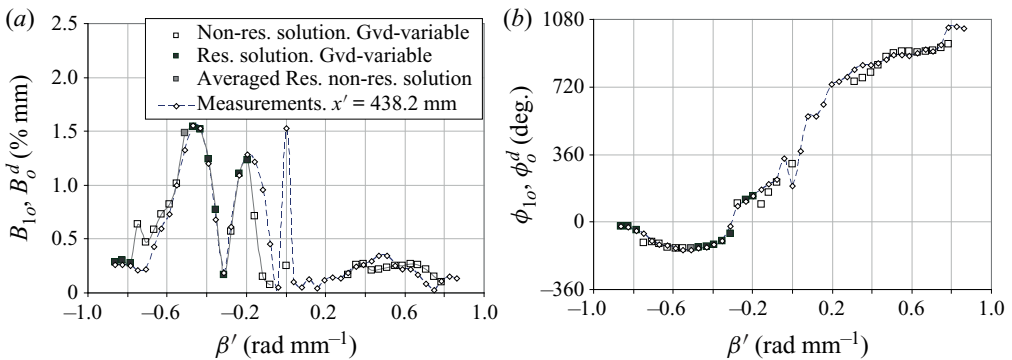 (a)
2.5
2.0
1.5
1.0
0.5
0
B1o, Bod (% mm)
Non-res. solution. Gvd-variable
Res. solution. Gvd-variable
Averaged Res. non-res. solution
Measurements. x′ = 438.2 mm
–1.0
–0.6
–0.2
0.2
0.6
1.0
β′ (rad mm–1)
(b)
1080
720
360
0
–360
ϕ1o, ϕod (deg.)
–1.0
–0.6
–0.2
0.2
0.6
1.0
β′ (rad mm–1)